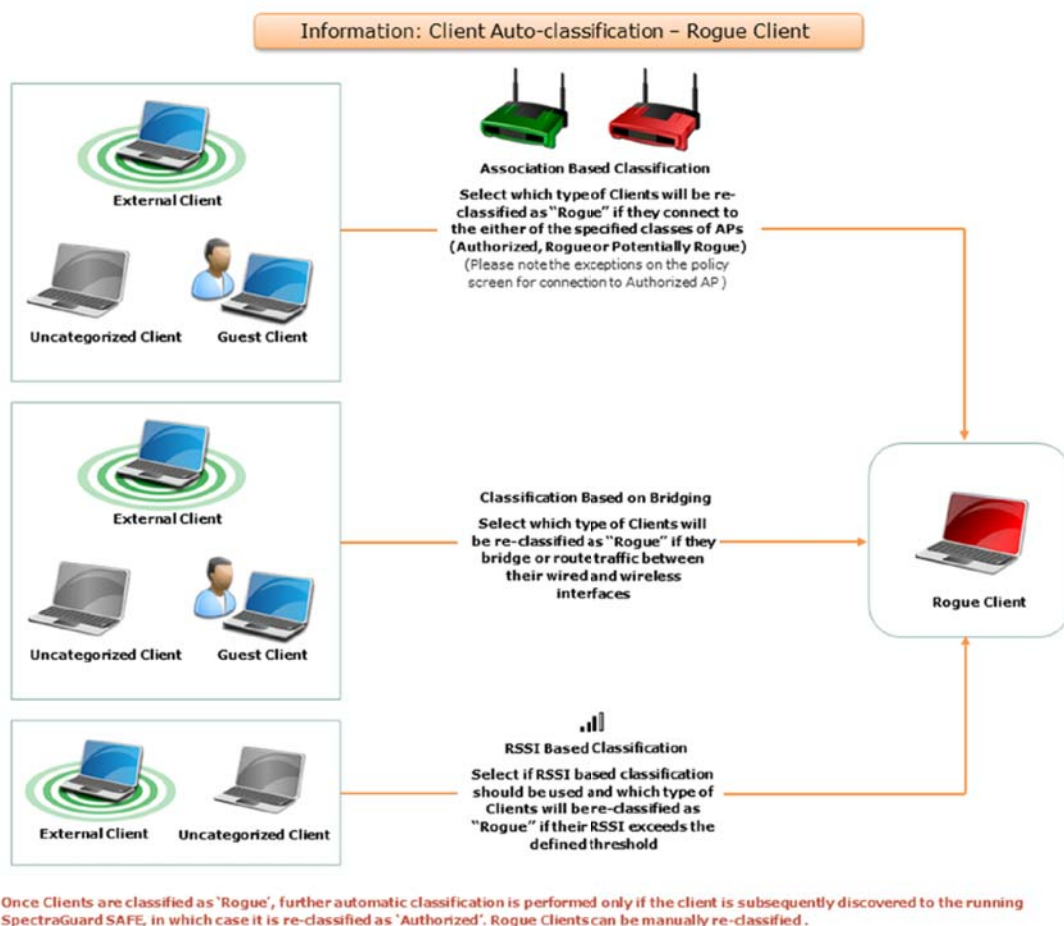 Information: Client Auto-classification – Rogue Client
External Client
Uncategorized Client
Guest Client
Association Based Classification
Select which type of Clients will be re-
classified as “Rogue” if they connect to
the either of the specified classes of APs
(Authorized, Rogue or Potentially Rogue)
(Please note the exceptions on the policy
screen for connection to Authorized AP)
External Client
Uncategorized Client
Guest Client
Classification Based on Bridging
Select which type of Clients will
be re-classified as “Rogue” if they
bridge or route traffic between
their wired and wireless
interfaces
Rogue Client
External Client
Uncategorized Client
RSSI Based Classification
Select if RSSI based classification
should be used and which type of
Clients will be re-classified as
“Rogue” if their RSSI exceeds the
defined threshold
Once Clients are classified as ‘Rogue’, further automatic classification is performed only if the client is subsequently discovered to the running
SpectraGuard SAFE, in which case it is re-classified as ‘Authorized’. Rogue Clients can be manually re-classified .